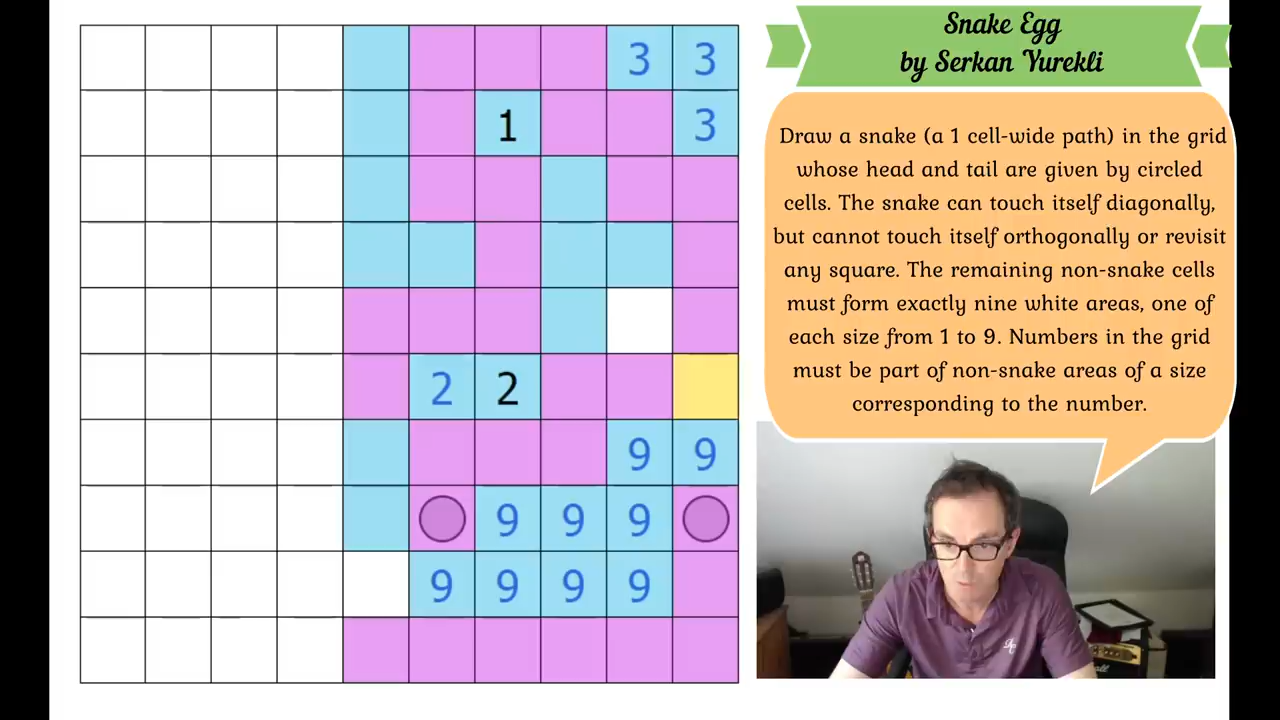 Snake Egg
by Serkan Yurekli
Draw a snake (a 1 cell-wide path) in the grid
whose head and tail are given by circled
cells. The snake can touch itself diagonally,
but cannot touch itself orthogonally or revisit
any square. The remaining non-snake cells
must form exactly nine white areas, one of
each size from 1 to 9. Numbers in the grid
must be part of non-snake areas of a size
corresponding to the number.
3 3
1 3
2 2
9 9
9 9 9
9 9 9 9